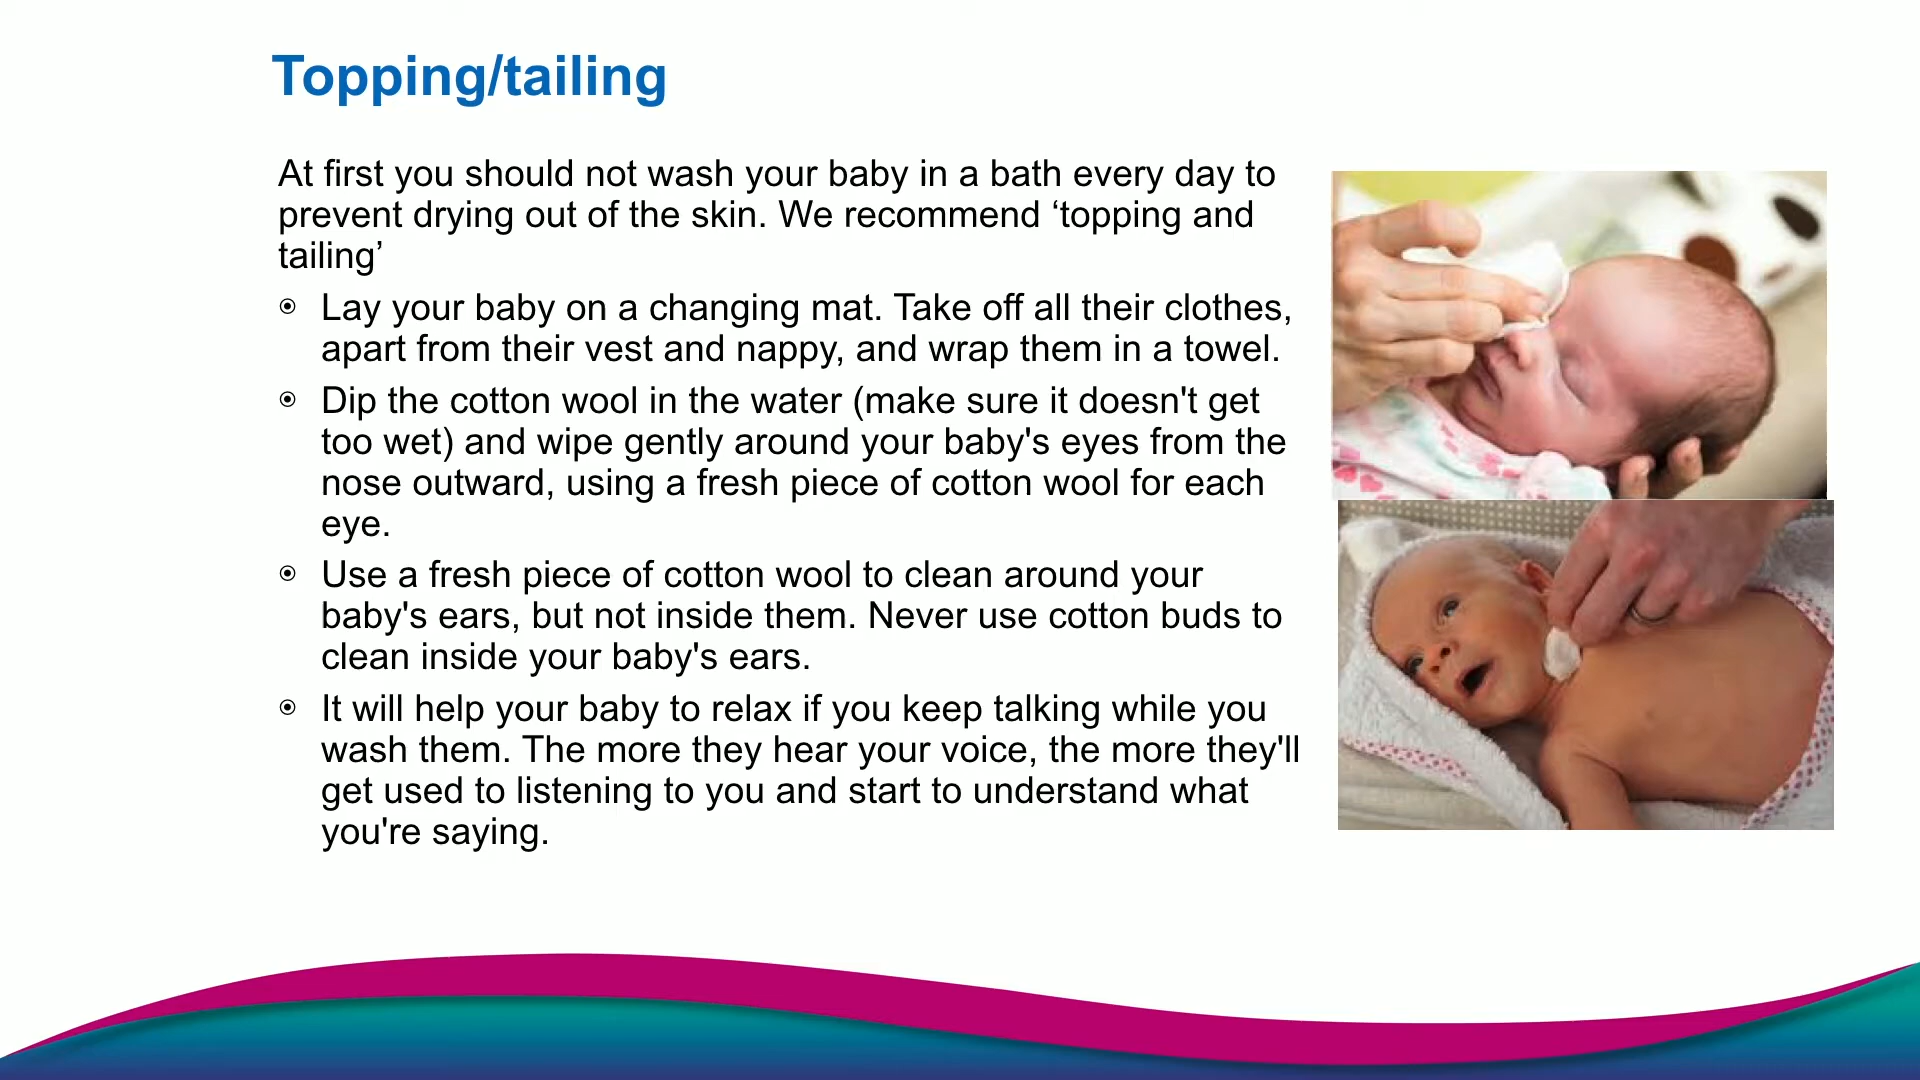 Topping/tailing
At first you should not wash your baby in a bath every day to
prevent drying out of the skin. We recommend ‘topping and
tailing’
Lay your baby on a changing mat. Take off all their clothes,
apart from their vest and nappy, and wrap them in a towel.
Dip the cotton wool in the water (make sure it doesn't get
too wet) and wipe gently around your baby's eyes from the
nose outward, using a fresh piece of cotton wool for each
eye.
Use a fresh piece of cotton wool to clean around your
baby's ears, but not inside them. Never use cotton buds to
clean inside your baby's ears.
It will help your baby to relax if you keep talking while you
wash them. The more they hear your voice, the more they'll
get used to listening to you and start to understand what
you're saying.